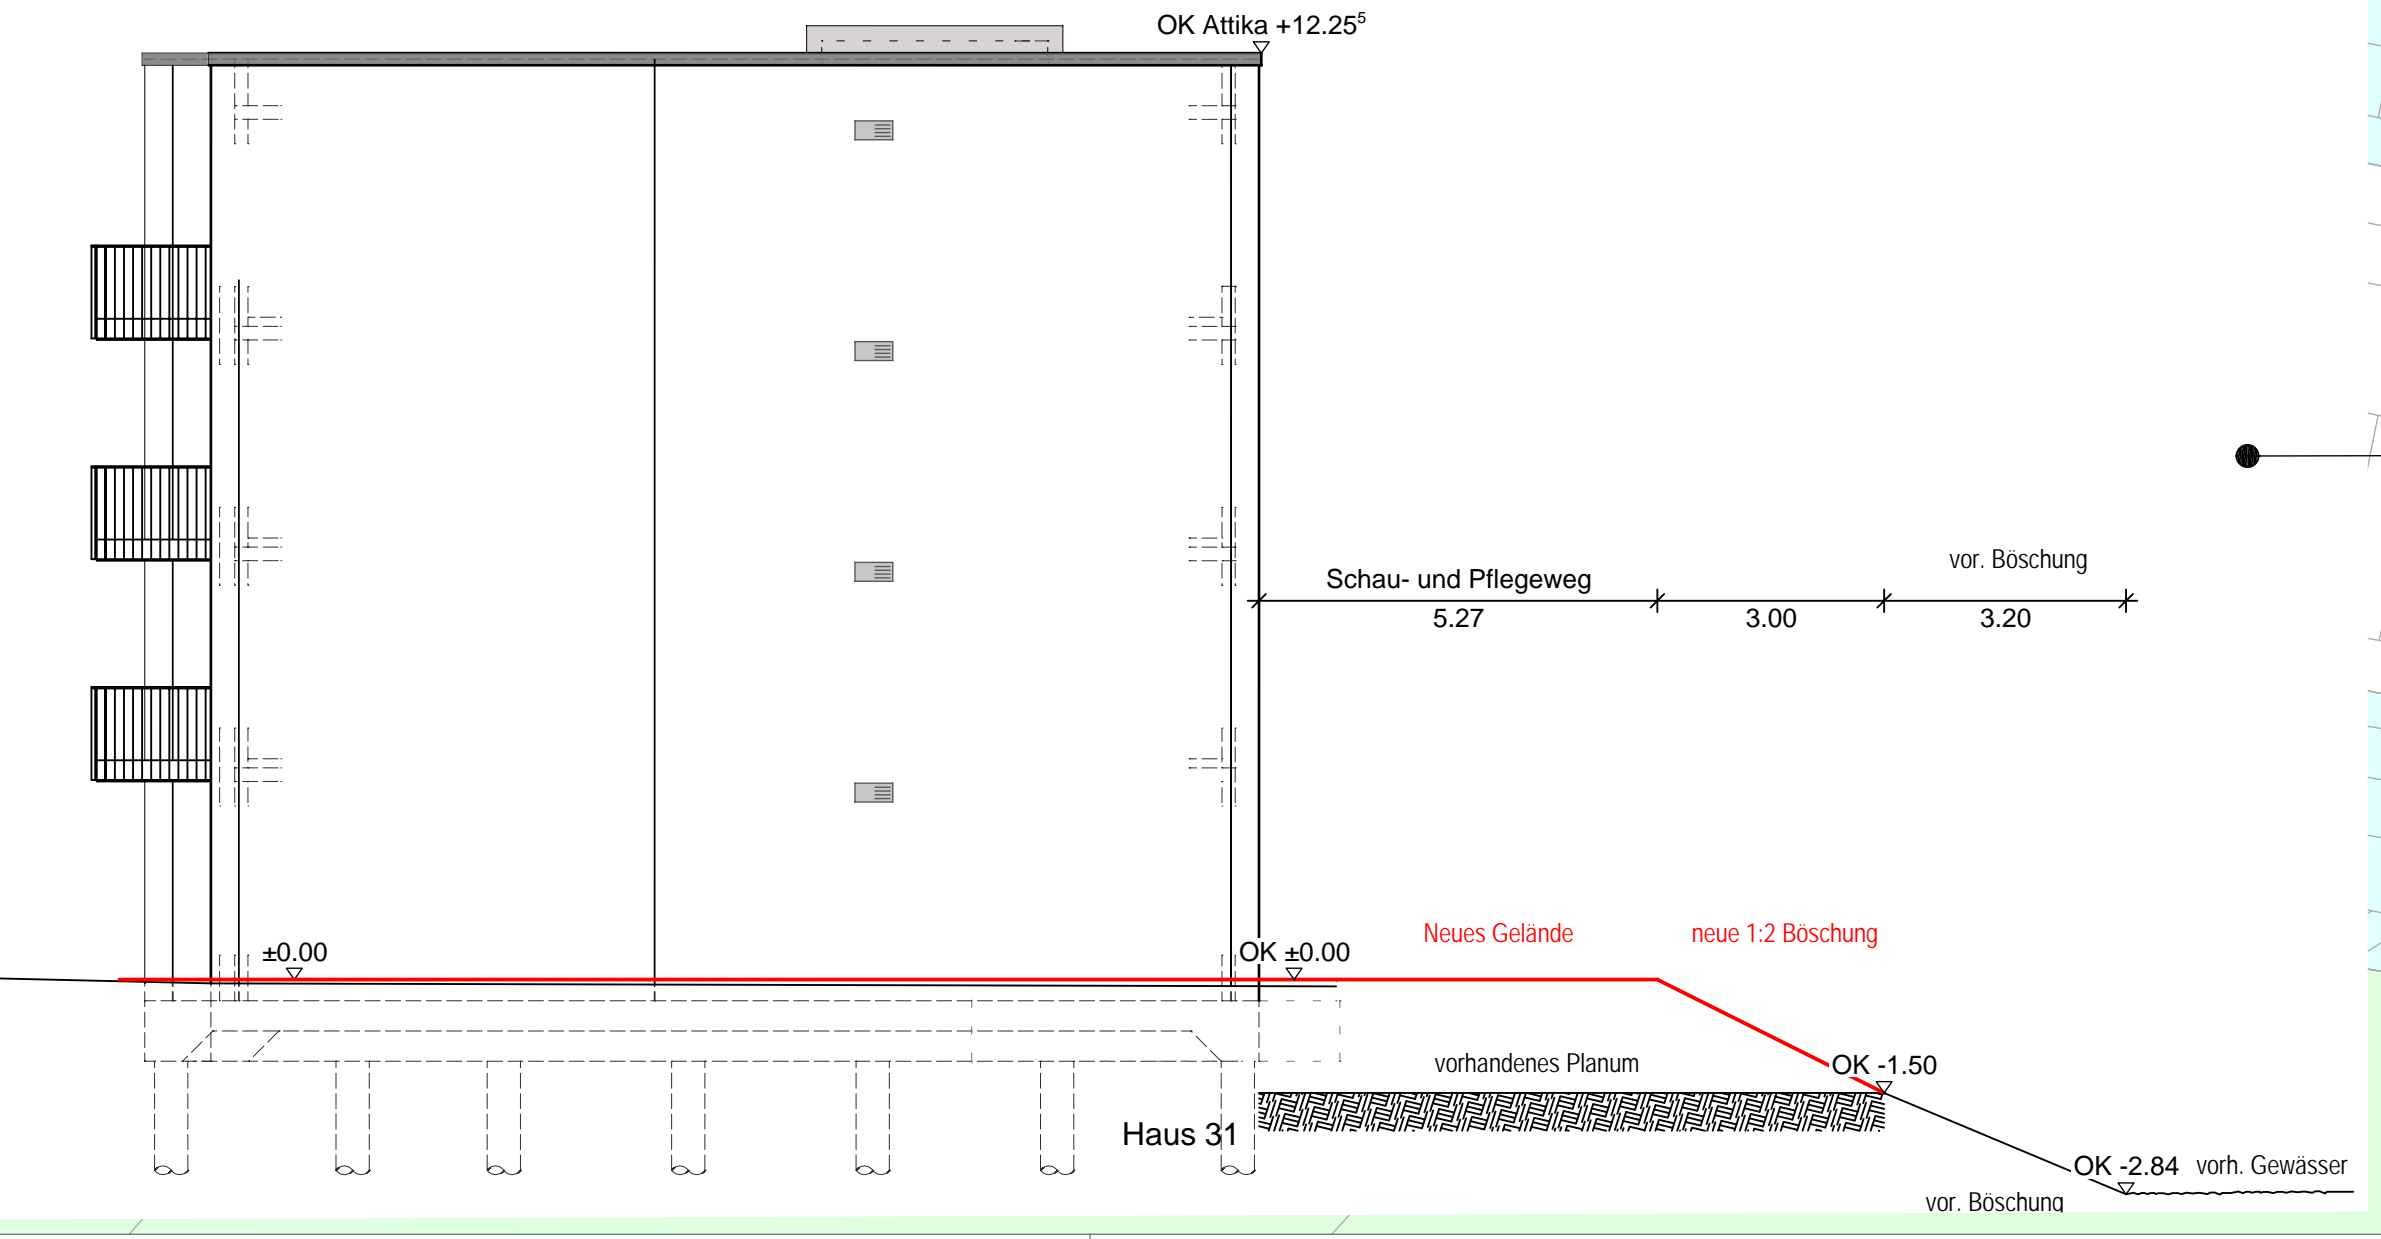 OK Attika +12.25⁵
vor. Böschung
Schau- und Pflegeweg
5.27
3.00
3.20
Neues Gelände
neue 1:2 Böschung
±0.00
OK ±0.00
vorhandenes Planum
OK -1.50
Haus 31
OK -2.84
vorh. Gewässer
vor. Böschung